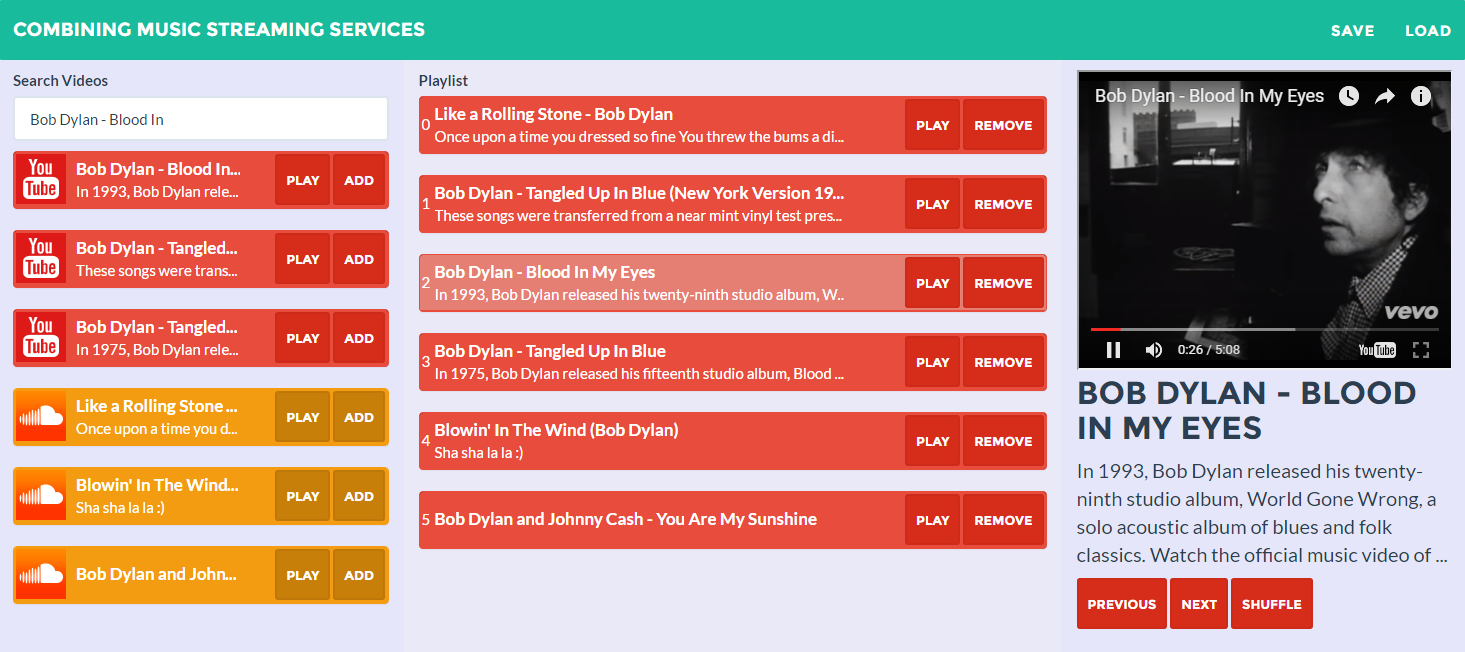 COMBINING MUSIC STREAMING SERVICES
SAVE LOAD
Search Videos
Bob Dylan - Blood In
You
Tube
Bob Dylan - Blood In...
In 1993, Bob Dylan rele...
PLAY ADD
You
Tube
Bob Dylan - Tangled...
These songs were trans...
PLAY ADD
You
Tube
Bob Dylan - Tangled...
In 1975, Bob Dylan rele...
PLAY ADD
Like a Rolling Stone ...
Once upon a time you d...
PLAY ADD
Blowin' In The Wind...
Sha sha la la :)
PLAY ADD
Bob Dylan and John...
PLAY ADD
Playlist
0
Like a Rolling Stone - Bob Dylan
Once upon a time you dressed so fine You threw the bums a di...
PLAY REMOVE
1
Bob Dylan - Tangled Up In Blue (New York Version 19...
These songs were transferred from a near mint vinyl test pres...
PLAY REMOVE
2
Bob Dylan - Blood In My Eyes
In 1993, Bob Dylan released his twenty-ninth studio album, W...
PLAY REMOVE
3
Bob Dylan - Tangled Up In Blue
In 1975, Bob Dylan released his fifteenth studio album, Blood ...
PLAY REMOVE
4
Blowin' In The Wind (Bob Dylan)
Sha sha la la :)
PLAY REMOVE
5 Bob Dylan and Johnny Cash - You Are My Sunshine
PLAY REMOVE
Bob Dylan - Blood In My Eyes
vevo
0:26 / 5:08
YouTube
BOB DYLAN - BLOOD
IN MY EYES
In 1993, Bob Dylan released his twenty-
ninth studio album, World Gone Wrong, a
solo acoustic album of blues and folk
classics. Watch the official music video of ...
PREVIOUS NEXT SHUFFLE